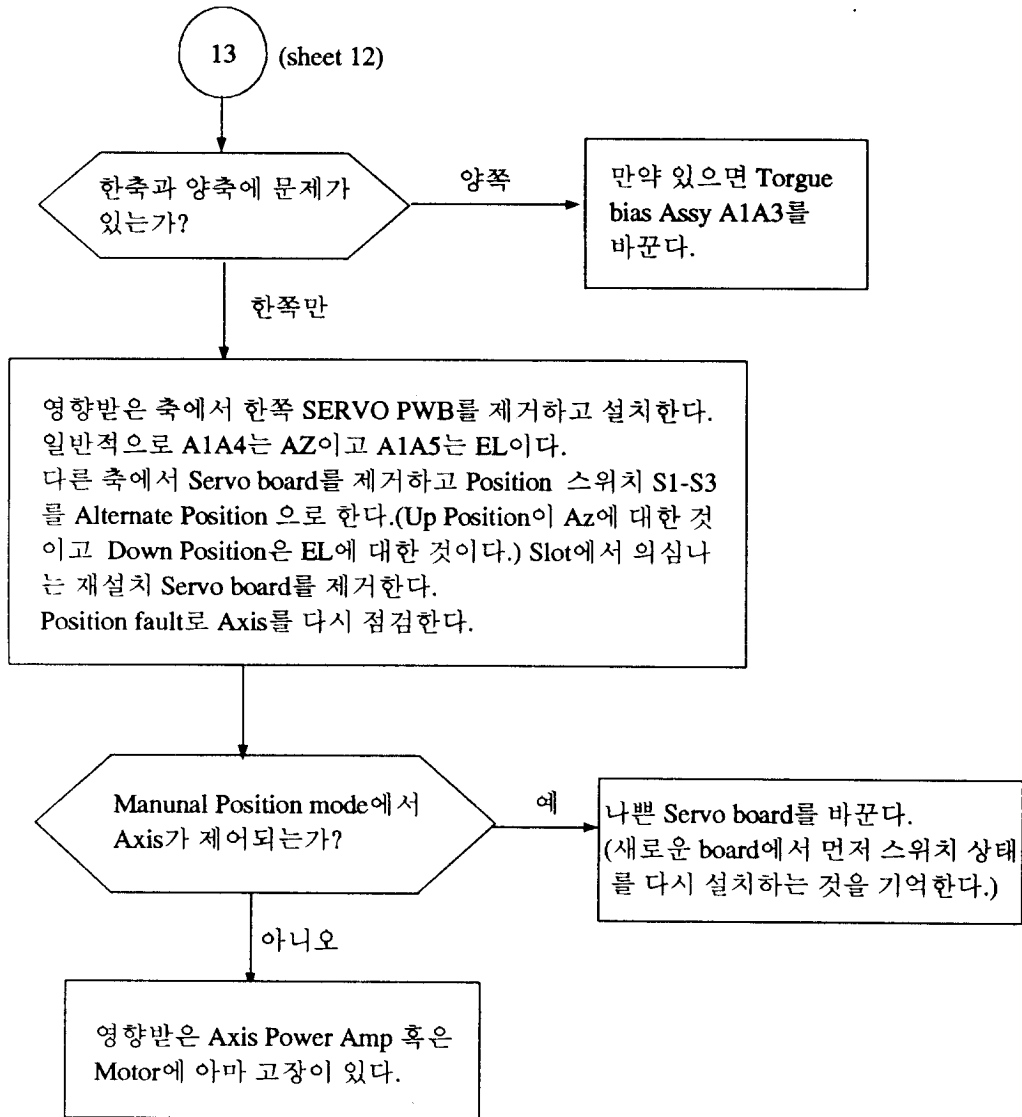 13 (sheet 12)
한축과 양축에 문제가
있는가?
양쪽
만약 있으면 Torgue
bias Assy A1A3를
바꾼다.
한쪽만
영향받은 축에서 한쪽 SERVO PWB를 제거하고 설치한다.
일반적으로 A1A4는 AZ이고 A1A5는 EL이다.
다른 축에서 Servo board를 제거하고 Position 스위치 S1-S3
를 Alternate Position 으로 한다.(Up Position이 Az에 대한 것
이고 Down Position은 EL에 대한 것이다.) Slot에서 의심나
는 재설치 Servo board를 제거한다.
Position fault로 Axis를 다시 점검한다.
Manunal Position mode에서
Axis가 제어되는가?
예
나쁜 Servo board를 바꾼다.
(새로운 board에서 먼저 스위치 상태
를 다시 설치하는 것을 기억한다.)
아니오
영향받은 Axis Power Amp 혹은
Motor에 아마 고장이 있다.